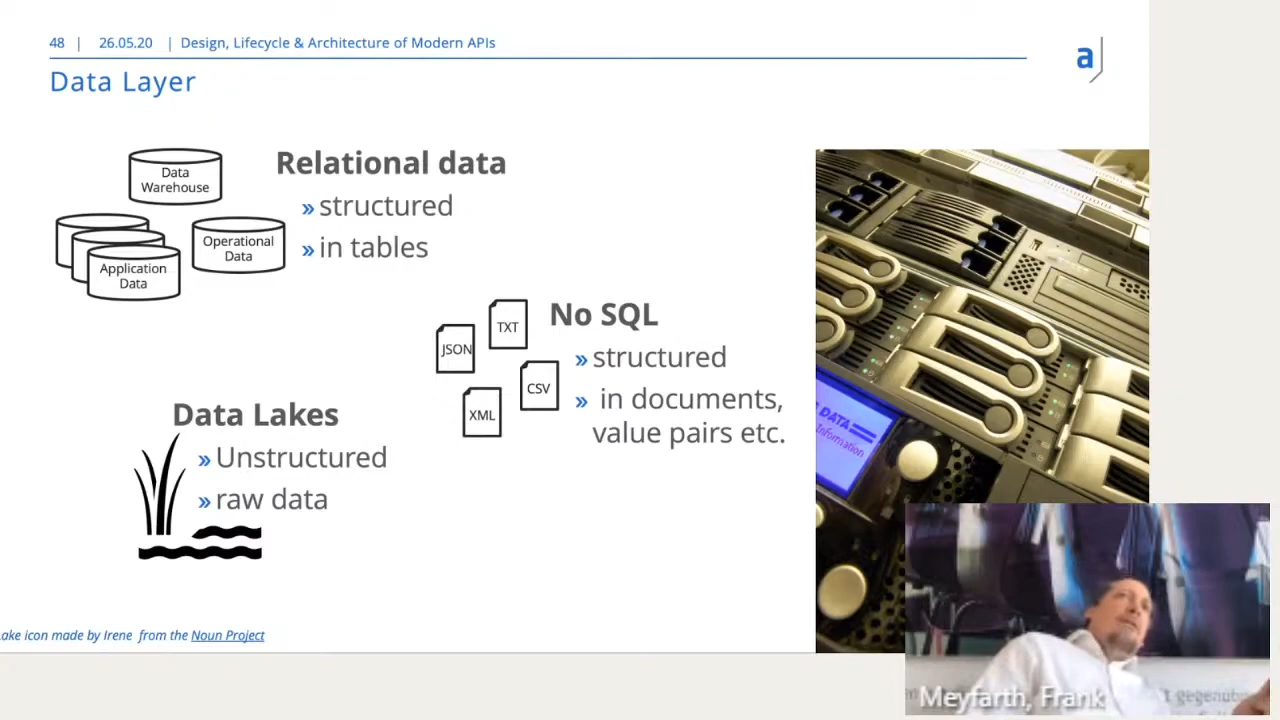 48 | 26.05.20 | Design, Lifecycle & Architecture of Modern APIs
a
Data Layer
Data
Warehouse
Application
Data
Operational
Data
Relational data
» structured
» in tables
JSON
TXT
CSV
XML
No SQL
» structured
» in documents,
value pairs etc.
Data Lakes
» Unstructured
» raw data
DATA
Information
ake icon made by Irene from the Noun Project
Meyfarth, Frank